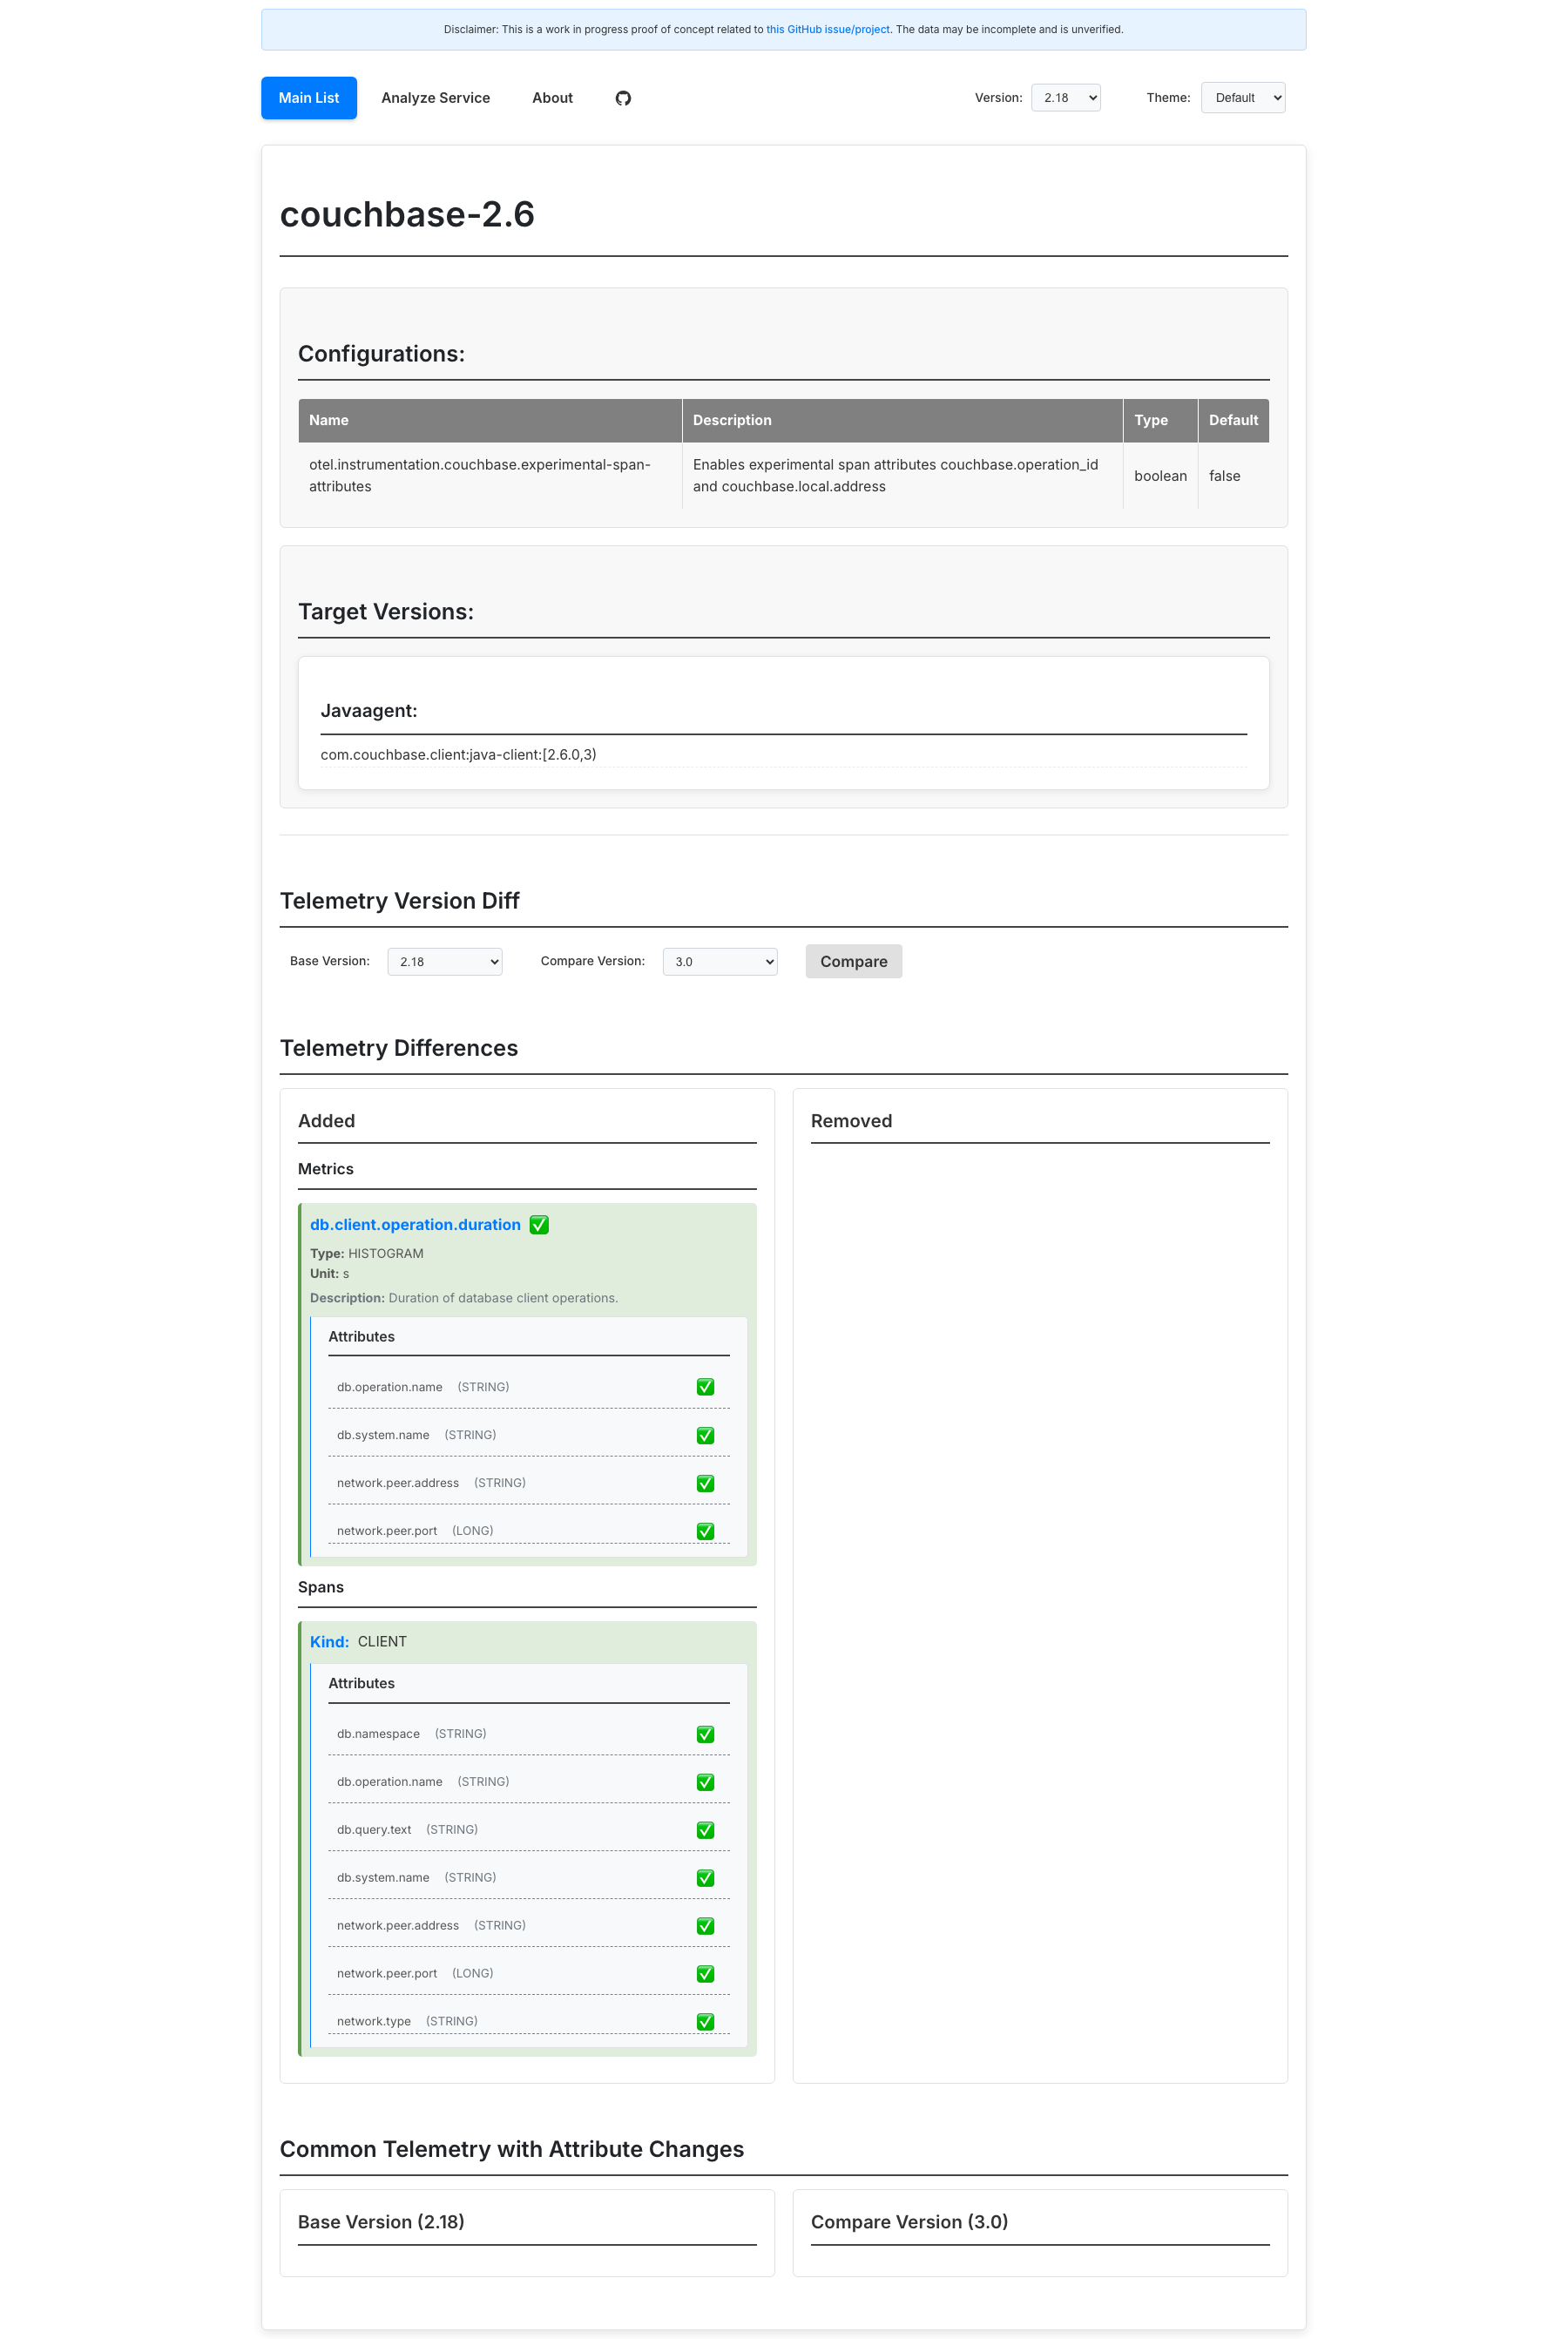 Disclaimer: This is a work in progress proof of concept related to this GitHub issue/project. The data may be incomplete and is unverified.
Main List
Analyze Service
About
Version:
2.18
Theme:
Default
couchbase-2.6
Configurations:
Name
Description
Type
Default
otel.instrumentation.couchbase.experimental-span-
attributes
Enables experimental span attributes couchbase.operation_id
and couchbase.local.address
boolean
false
Target Versions:
Javaagent:
com.couchbase.client:java-client:[2.6.0,3)
Telemetry Version Diff
Base Version:
2.18
Compare Version:
3.0
Compare
Telemetry Differences
Added
Metrics
db.client.operation.duration ✅
Type: HISTOGRAM
Unit: s
Description: Duration of database client operations.
Attributes
db.operation.name (STRING) ✅
db.system.name (STRING) ✅
network.peer.address (STRING) ✅
network.peer.port (LONG) ✅
Spans
Kind: CLIENT
Attributes
db.namespace (STRING) ✅
db.operation.name (STRING) ✅
db.query.text (STRING) ✅
db.system.name (STRING) ✅
network.peer.address (STRING) ✅
network.peer.port (LONG) ✅
network.type (STRING) ✅
Removed
Common Telemetry with Attribute Changes
Base Version (2.18)
Compare Version (3.0)